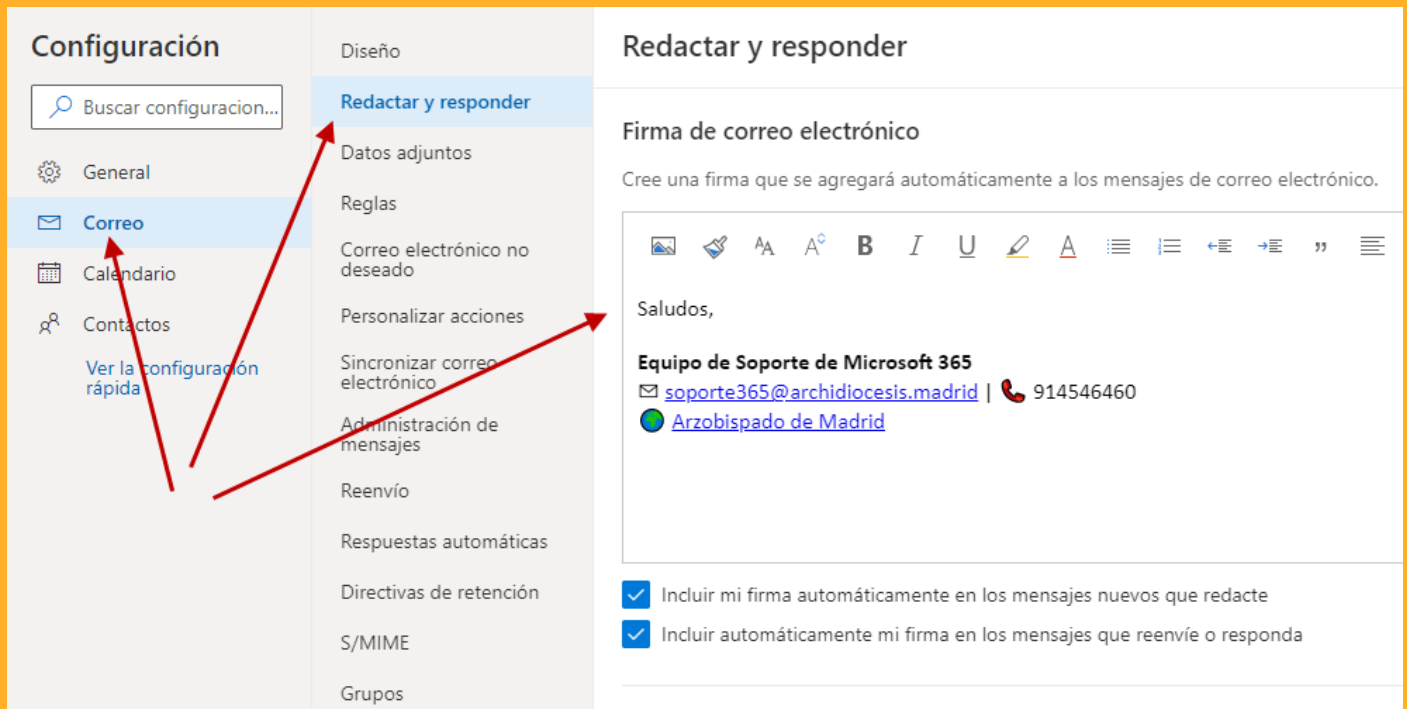 Configuración
Buscar configuracion...
General
Correo
Calendario
Contactos
Ver la configuración
rápida
Diseño
Redactar y responder
Datos adjuntos
Reglas
Correo electrónico no
deseado
Personalizar acciones
Sincronizar correo
electrónico
Administración de
mensajes
Reenvío
Respuestas automáticas
Directivas de retención
S/MIME
Grupos
Redactar y responder
Firma de correo electrónico
Cree una firma que se agregará automáticamente a los mensajes de correo electrónico.
Saludos,
Equipo de Soporte de Microsoft 365
soporte365@archidiocesis.madrid | 914546460
Arzobispado de Madrid
Incluir mi firma automáticamente en los mensajes nuevos que redacte
Incluir automáticamente mi firma en los mensajes que reenvíe o responda